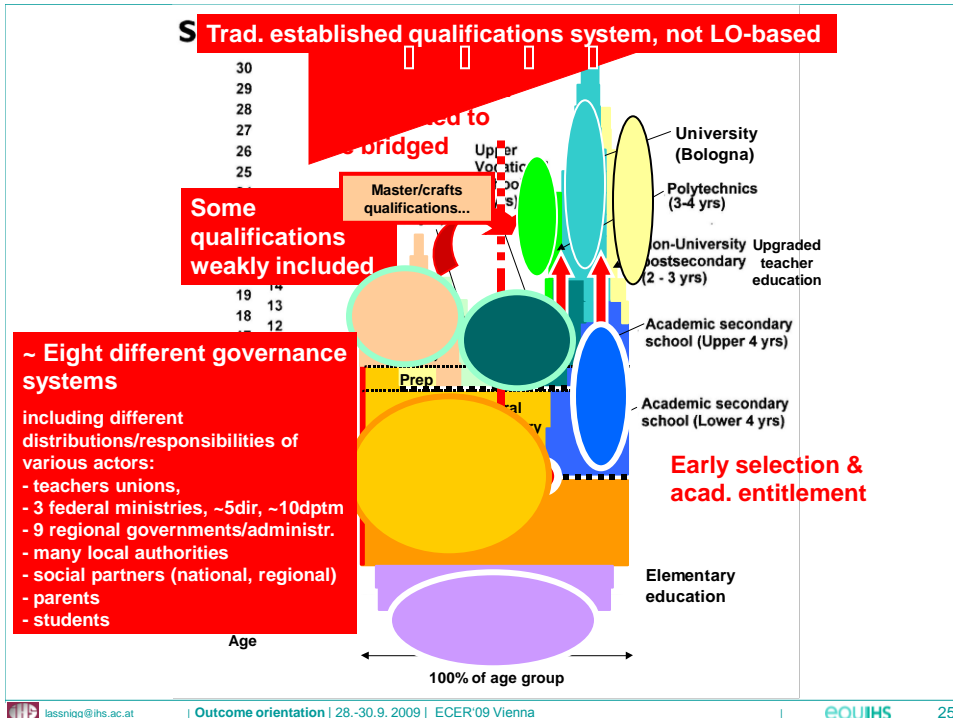 S
Trad. established qualifications system, not LO-based
30
29
28
27
26
25
to
bridged
Upper
Master/crafts
qualifications...
Some
qualifications
weakly included
University
(Bologna)
Polytechnics
(3-4 yrs)
Non-University
postsecondary
(2 - 3 yrs)
Upgraded
teacher
education
14
19 13
18 12
Academic secondary
school (Upper 4 yrs)
~ Eight different governance
systems
including different
distributions/responsibilities of
various actors:
- teachers unions,
- 3 federal ministries, ~5dir, ~10dptm
- 9 regional governments/administr.
- many local authorities
- social partners (national, regional)
- parents
- students
Prep
Academic secondary
school (Lower 4 yrs)
Early selection &
acad. entitlement
Elementary
education
Age
100% of age group
IHS
lassnigg@ihs.ac.at
| Outcome orientation | 28.-30.9. 2009 | ECER'09 Vienna
|
equiIHS
25